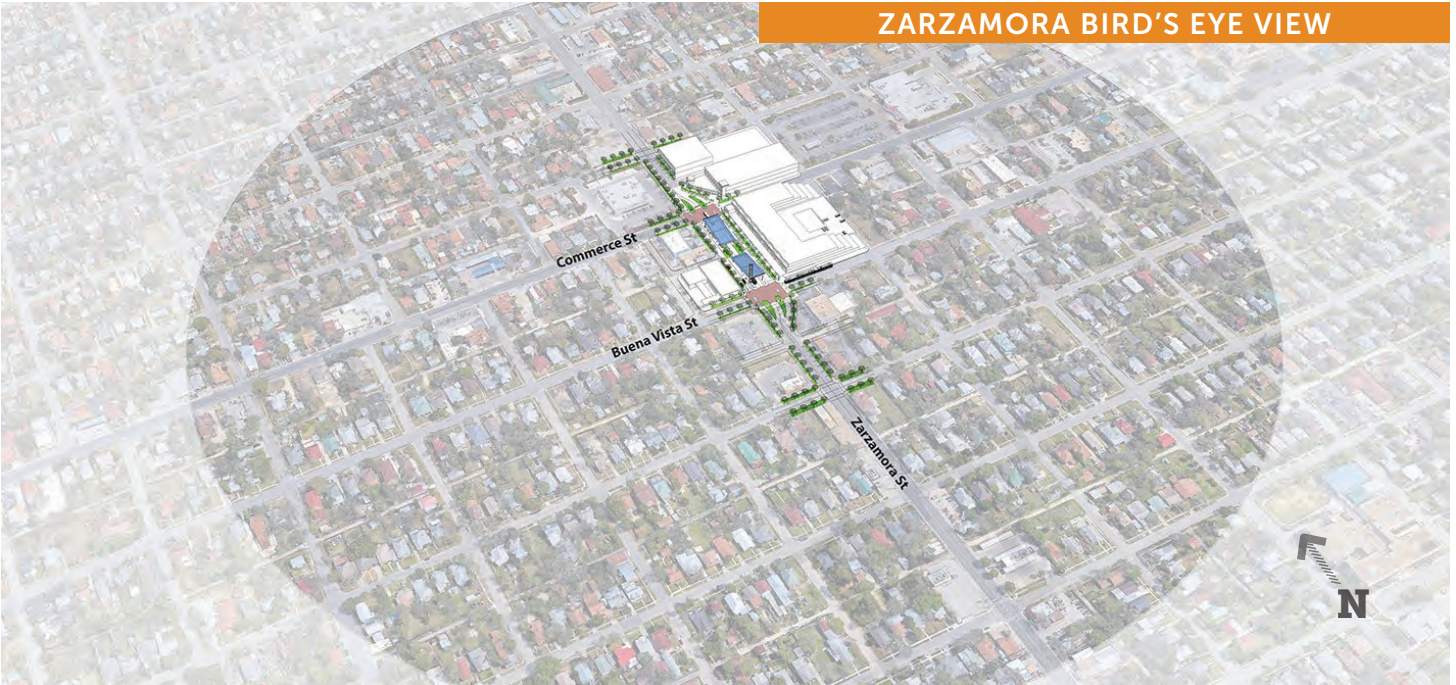 ZARZAMORA BIRD'S EYE VIEW
Commerce St
Buena Vista St
Zarzamora St
N